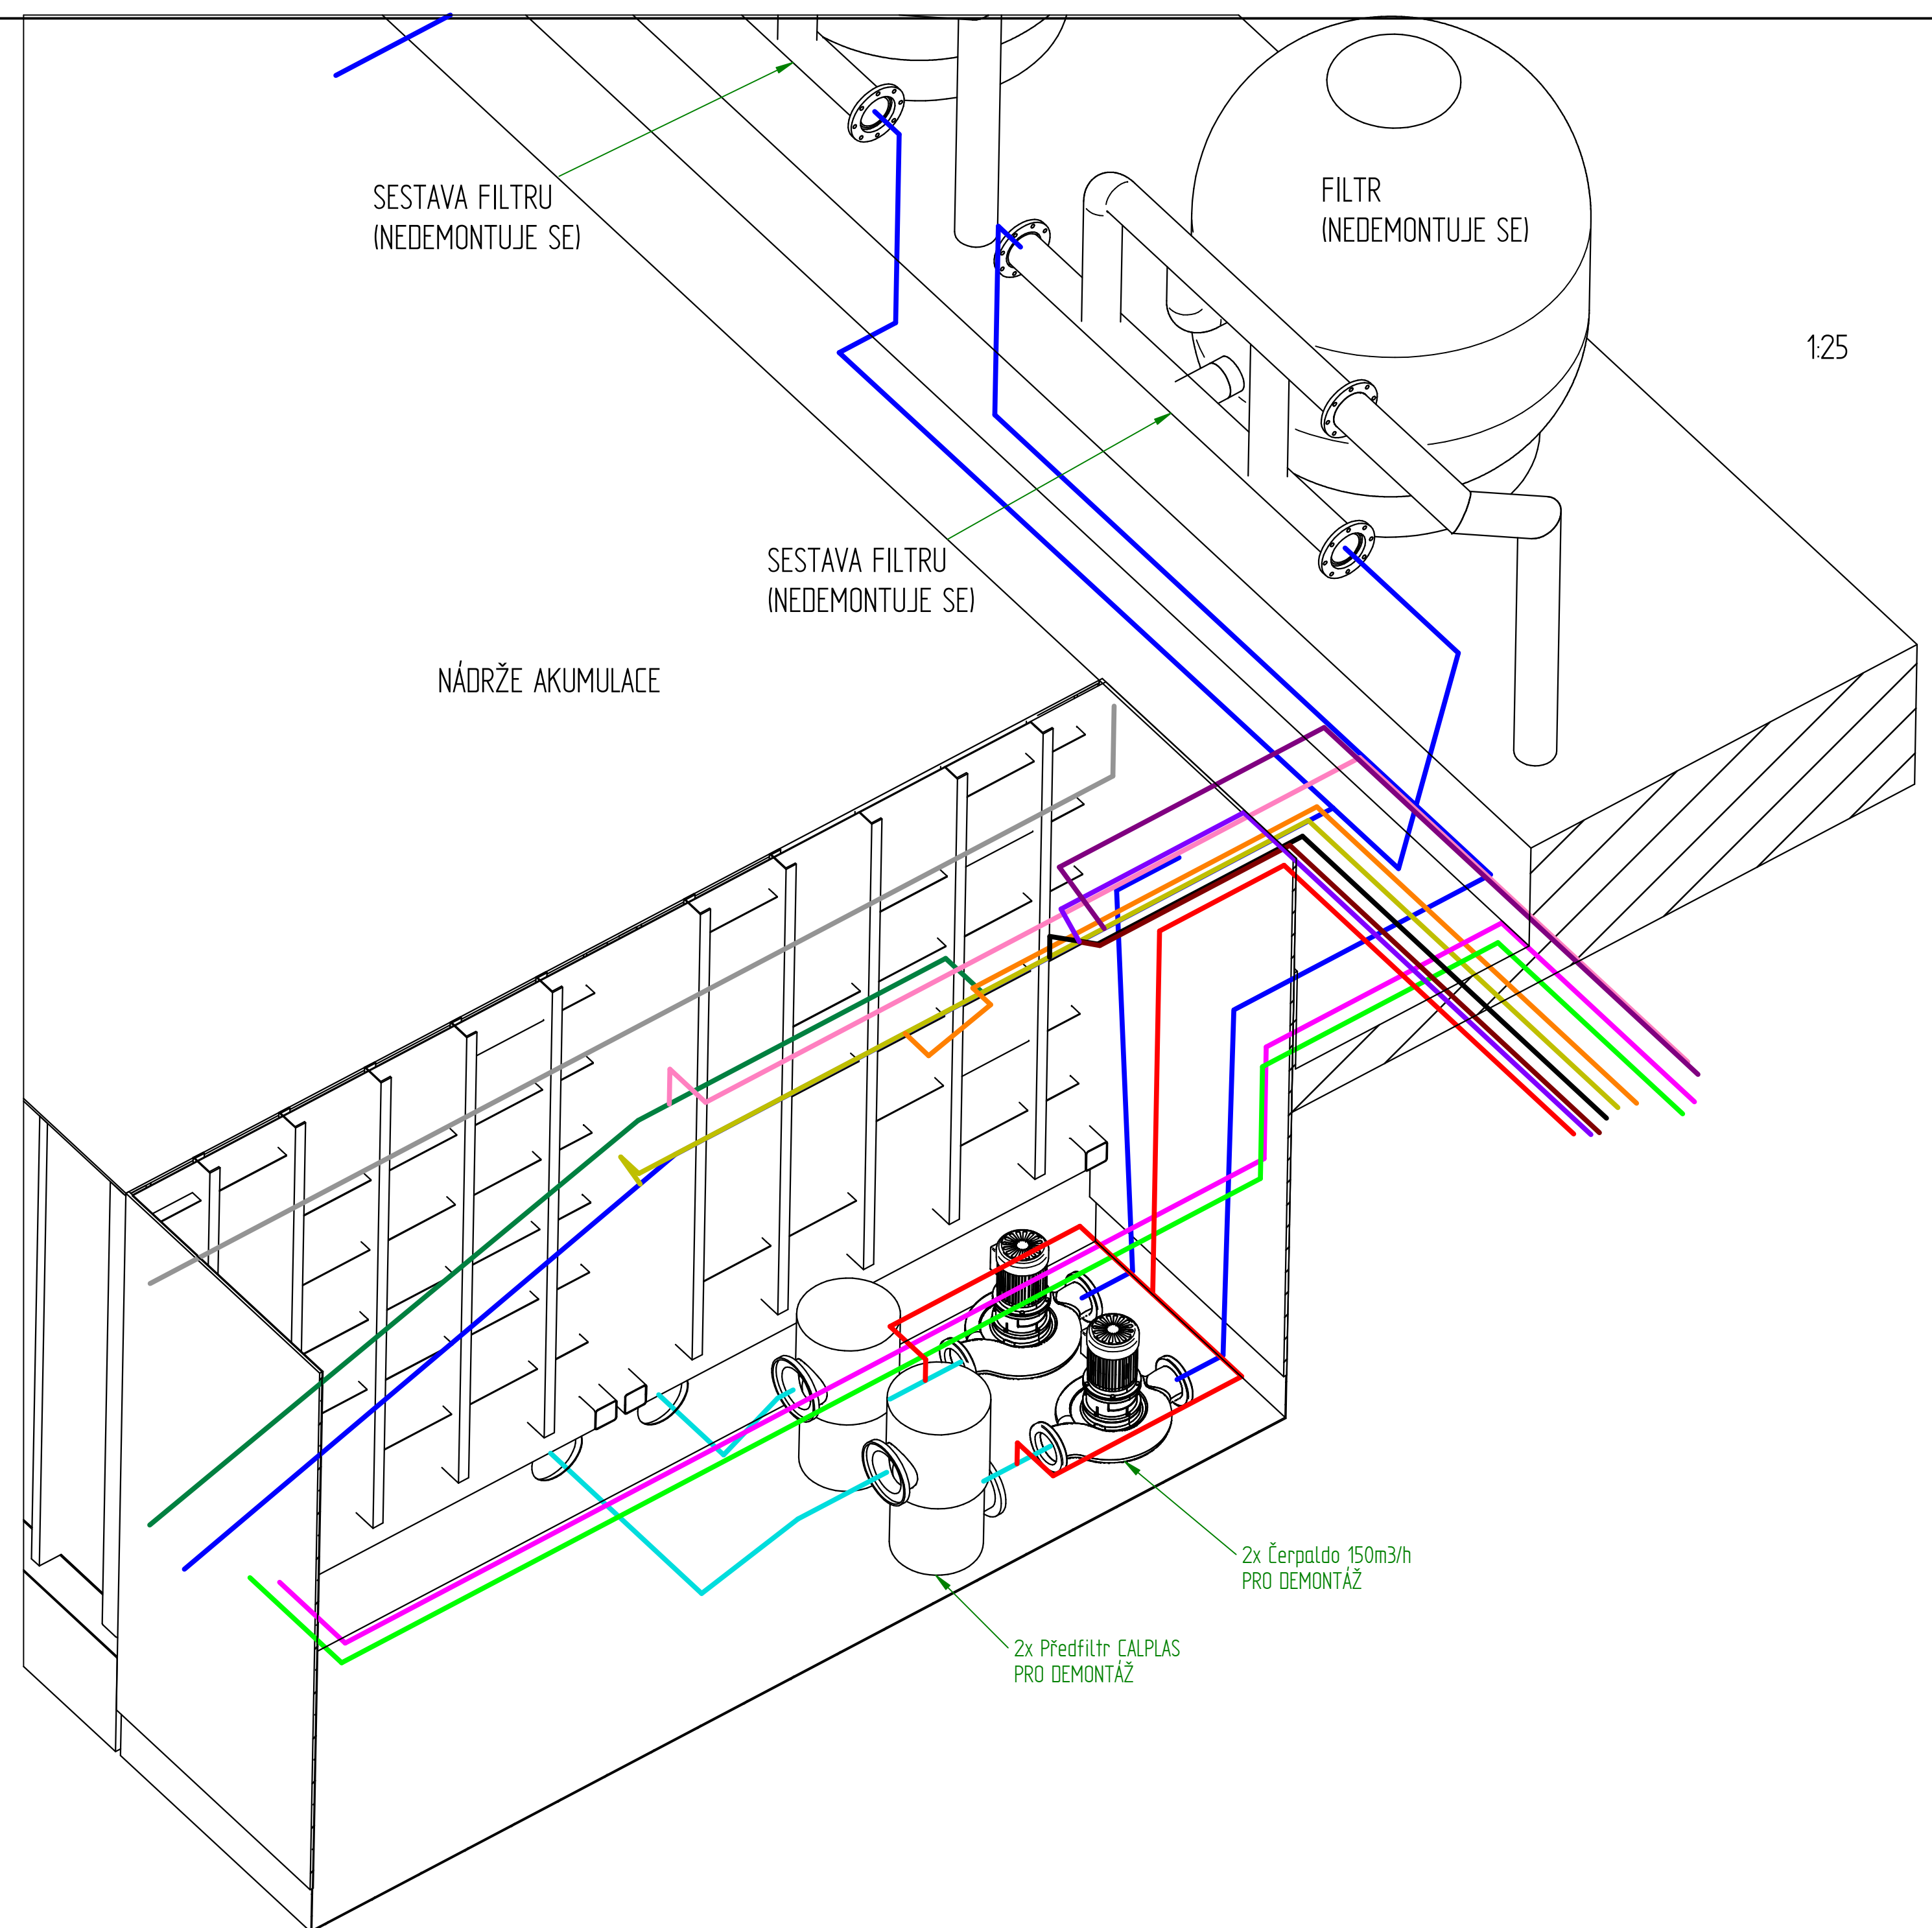 SESTAVA FILTRU
(NEDEMONTUJE SE)
FILTR
(NEDEMONTUJE SE)
1:25
SESTAVA FILTRU
(NEDEMONTUJE SE)
NÁDRŽE AKUMULACE
2x Čerpaldo 150m3/h
PRO DEMONTÁŽ
2x Předfiltr CALPLAS
PRO DEMONTÁŽ